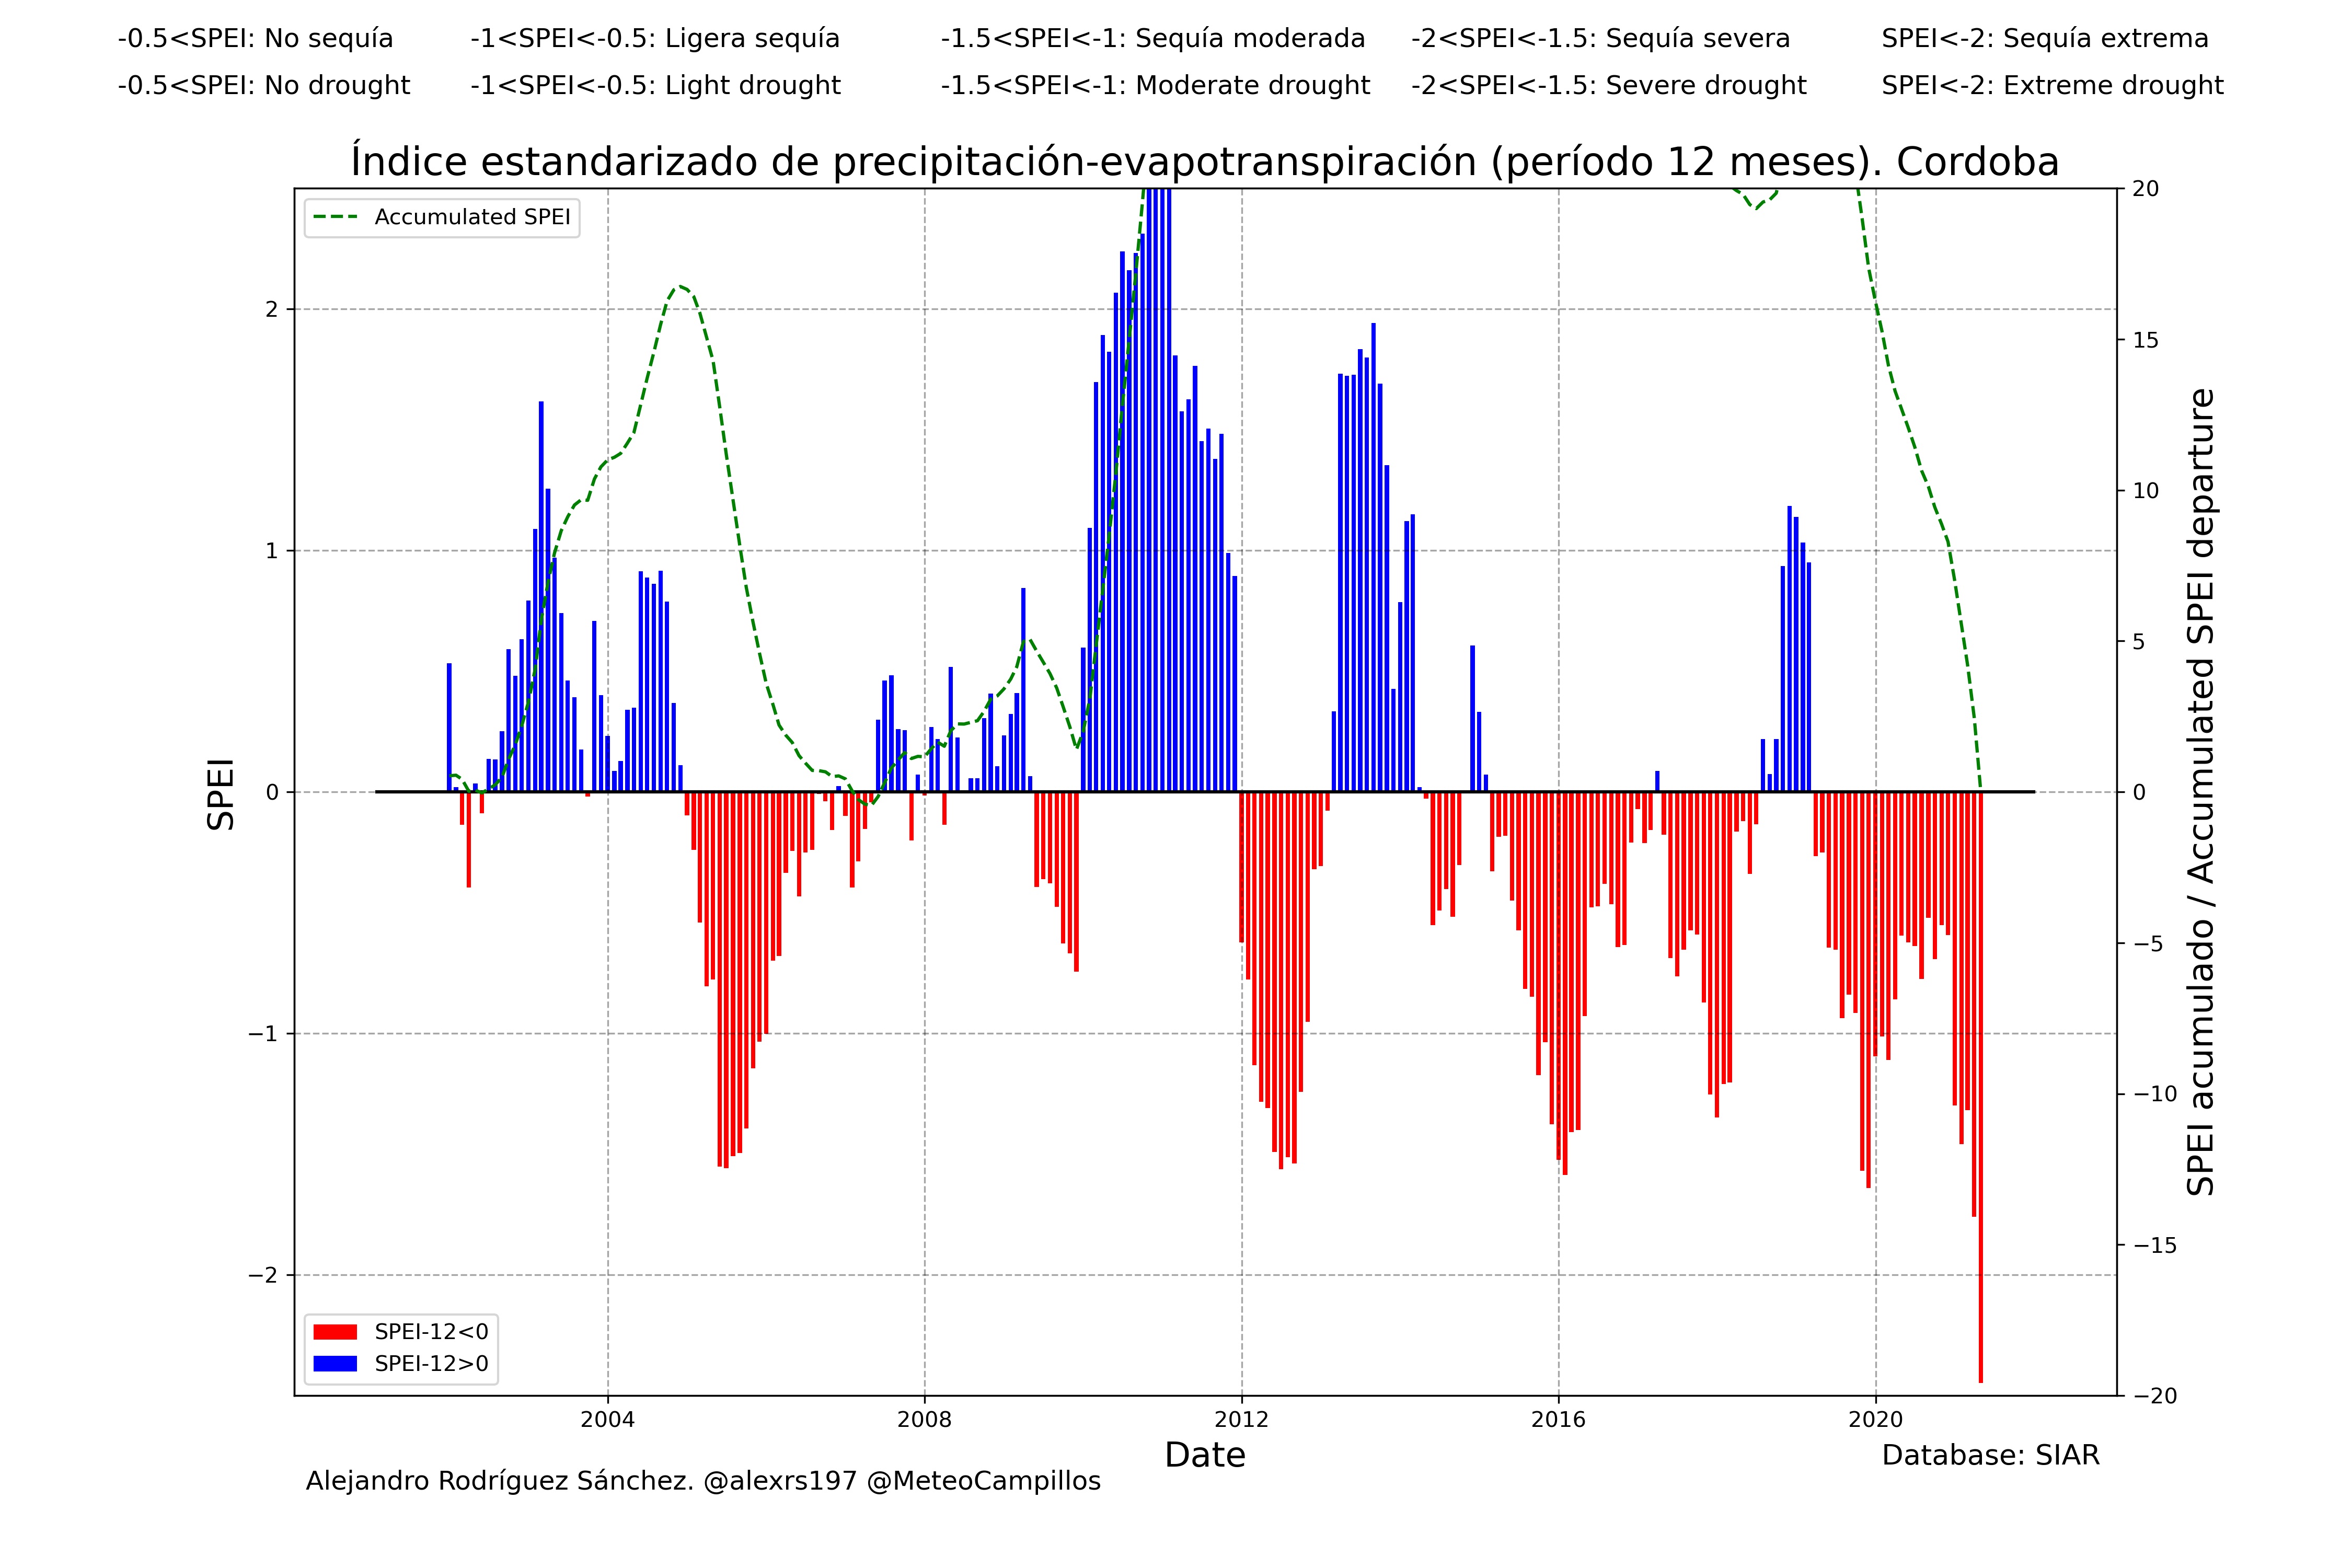 -0.5<SPEI: No sequía -1<SPEI<-0.5: Ligera sequía -1.5<SPEI<-1: Sequía moderada -2<SPEI<-1.5: Sequía severa SPEI<-2: Sequía extrema
-0.5<SPEI: No drought -1<SPEI<-0.5: Light drought -1.5<SPEI<-1: Moderate drought -2<SPEI<-1.5: Severe drought SPEI<-2: Extreme drought
Índice estandarizado de precipitación-evapotranspiración (período 12 meses). Cordoba
Accumulated SPEI
SPEI
2
1
0
−1
−2
20
15
10
5
0
−5
−10
−15
−20
SPEI acumulado / Accumulated SPEI departure
SPEI-12<0
SPEI-12>0
2004 2008 2012 2016 2020
Date
Database: SIAR
Alejandro Rodríguez Sánchez. @alexrs197 @MeteoCampillos